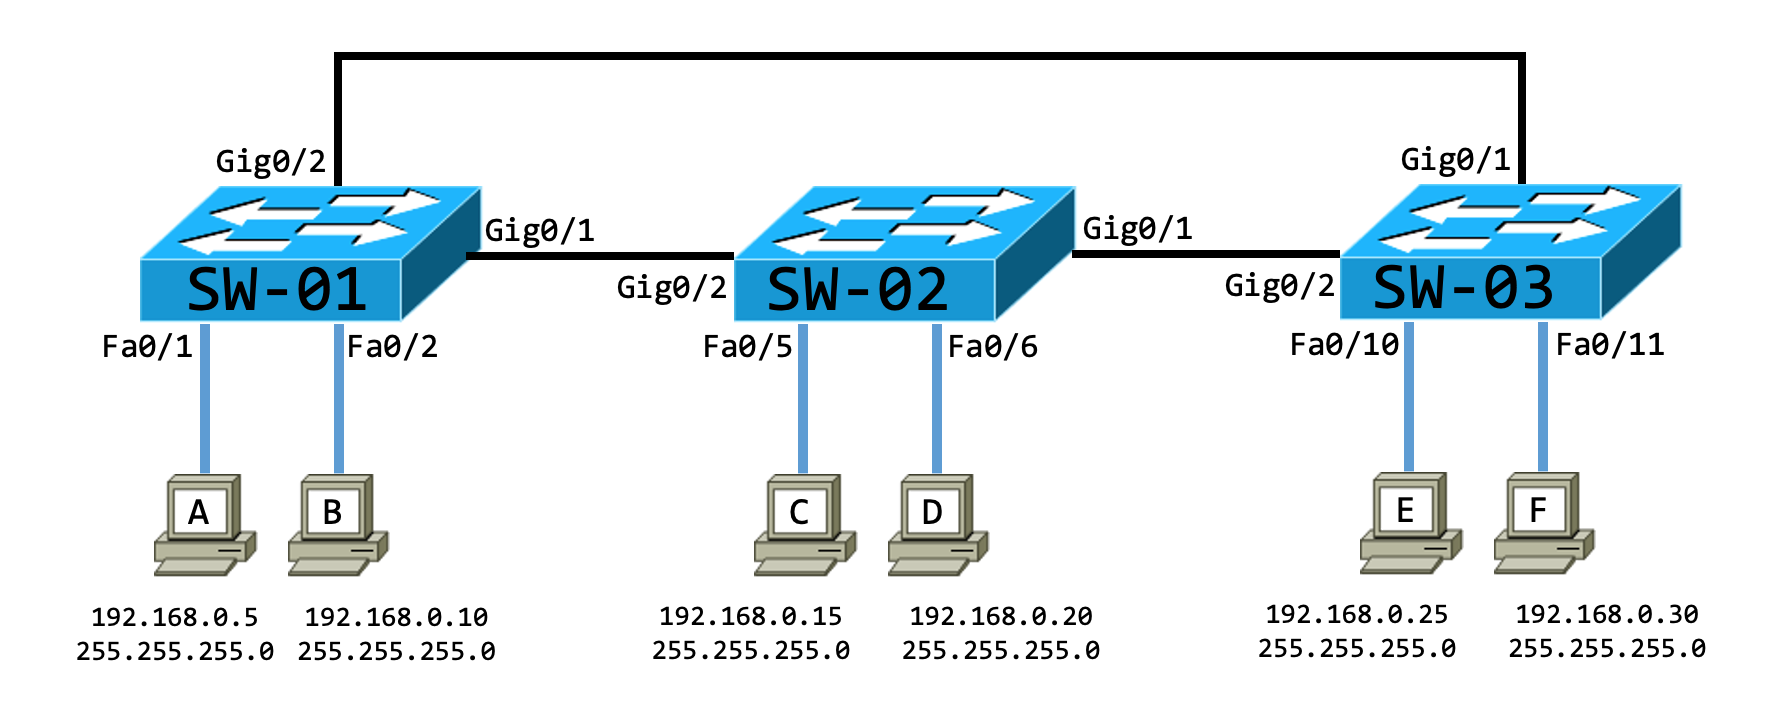 Gig0/2
Gig0/1
Gig0/1
Gig0/1
SW-01
Gig0/2
SW-02
Gig0/2
SW-03
Fa0/1
Fa0/2
Fa0/5
Fa0/6
Fa0/10
Fa0/11
A
B
C
D
E
F
192.168.0.5
255.255.255.0
192.168.0.10
255.255.255.0
192.168.0.15
255.255.255.0
192.168.0.20
255.255.255.0
192.168.0.25
255.255.255.0
192.168.0.30
255.255.255.0